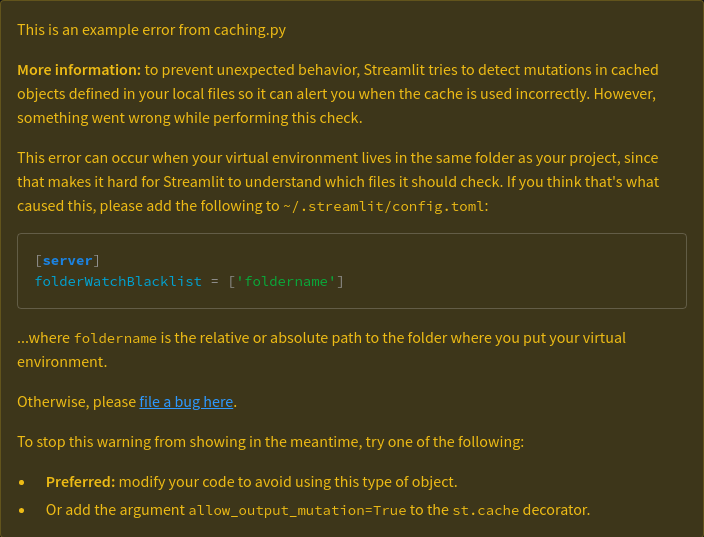 This is an example error from caching.py
More information: to prevent unexpected behavior, Streamlit tries to detect mutations in cached
objects defined in your local files so it can alert you when the cache is used incorrectly. However,
something went wrong while performing this check.
This error can occur when your virtual environment lives in the same folder as your project, since
that makes it hard for Streamlit to understand which files it should check. If you think that's what
caused this, please add the following to ~/.streamlit/config.toml:
[server]
folderWatchBlacklist = ['foldername']
...where foldername is the relative or absolute path to the folder where you put your virtual
environment.
Otherwise, please file a bug here.
To stop this warning from showing in the meantime, try one of the following:
• Preferred: modify your code to avoid using this type of object.
• Or add the argument allow_output_mutation=True to the st.cache decorator.